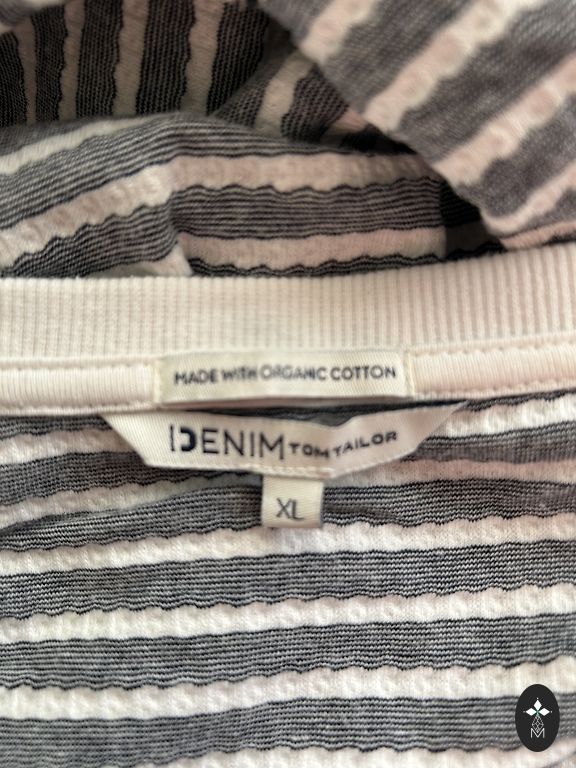 MADE WITH ORGANIC COTTON
DENIM TOM TAILOR
XL
M